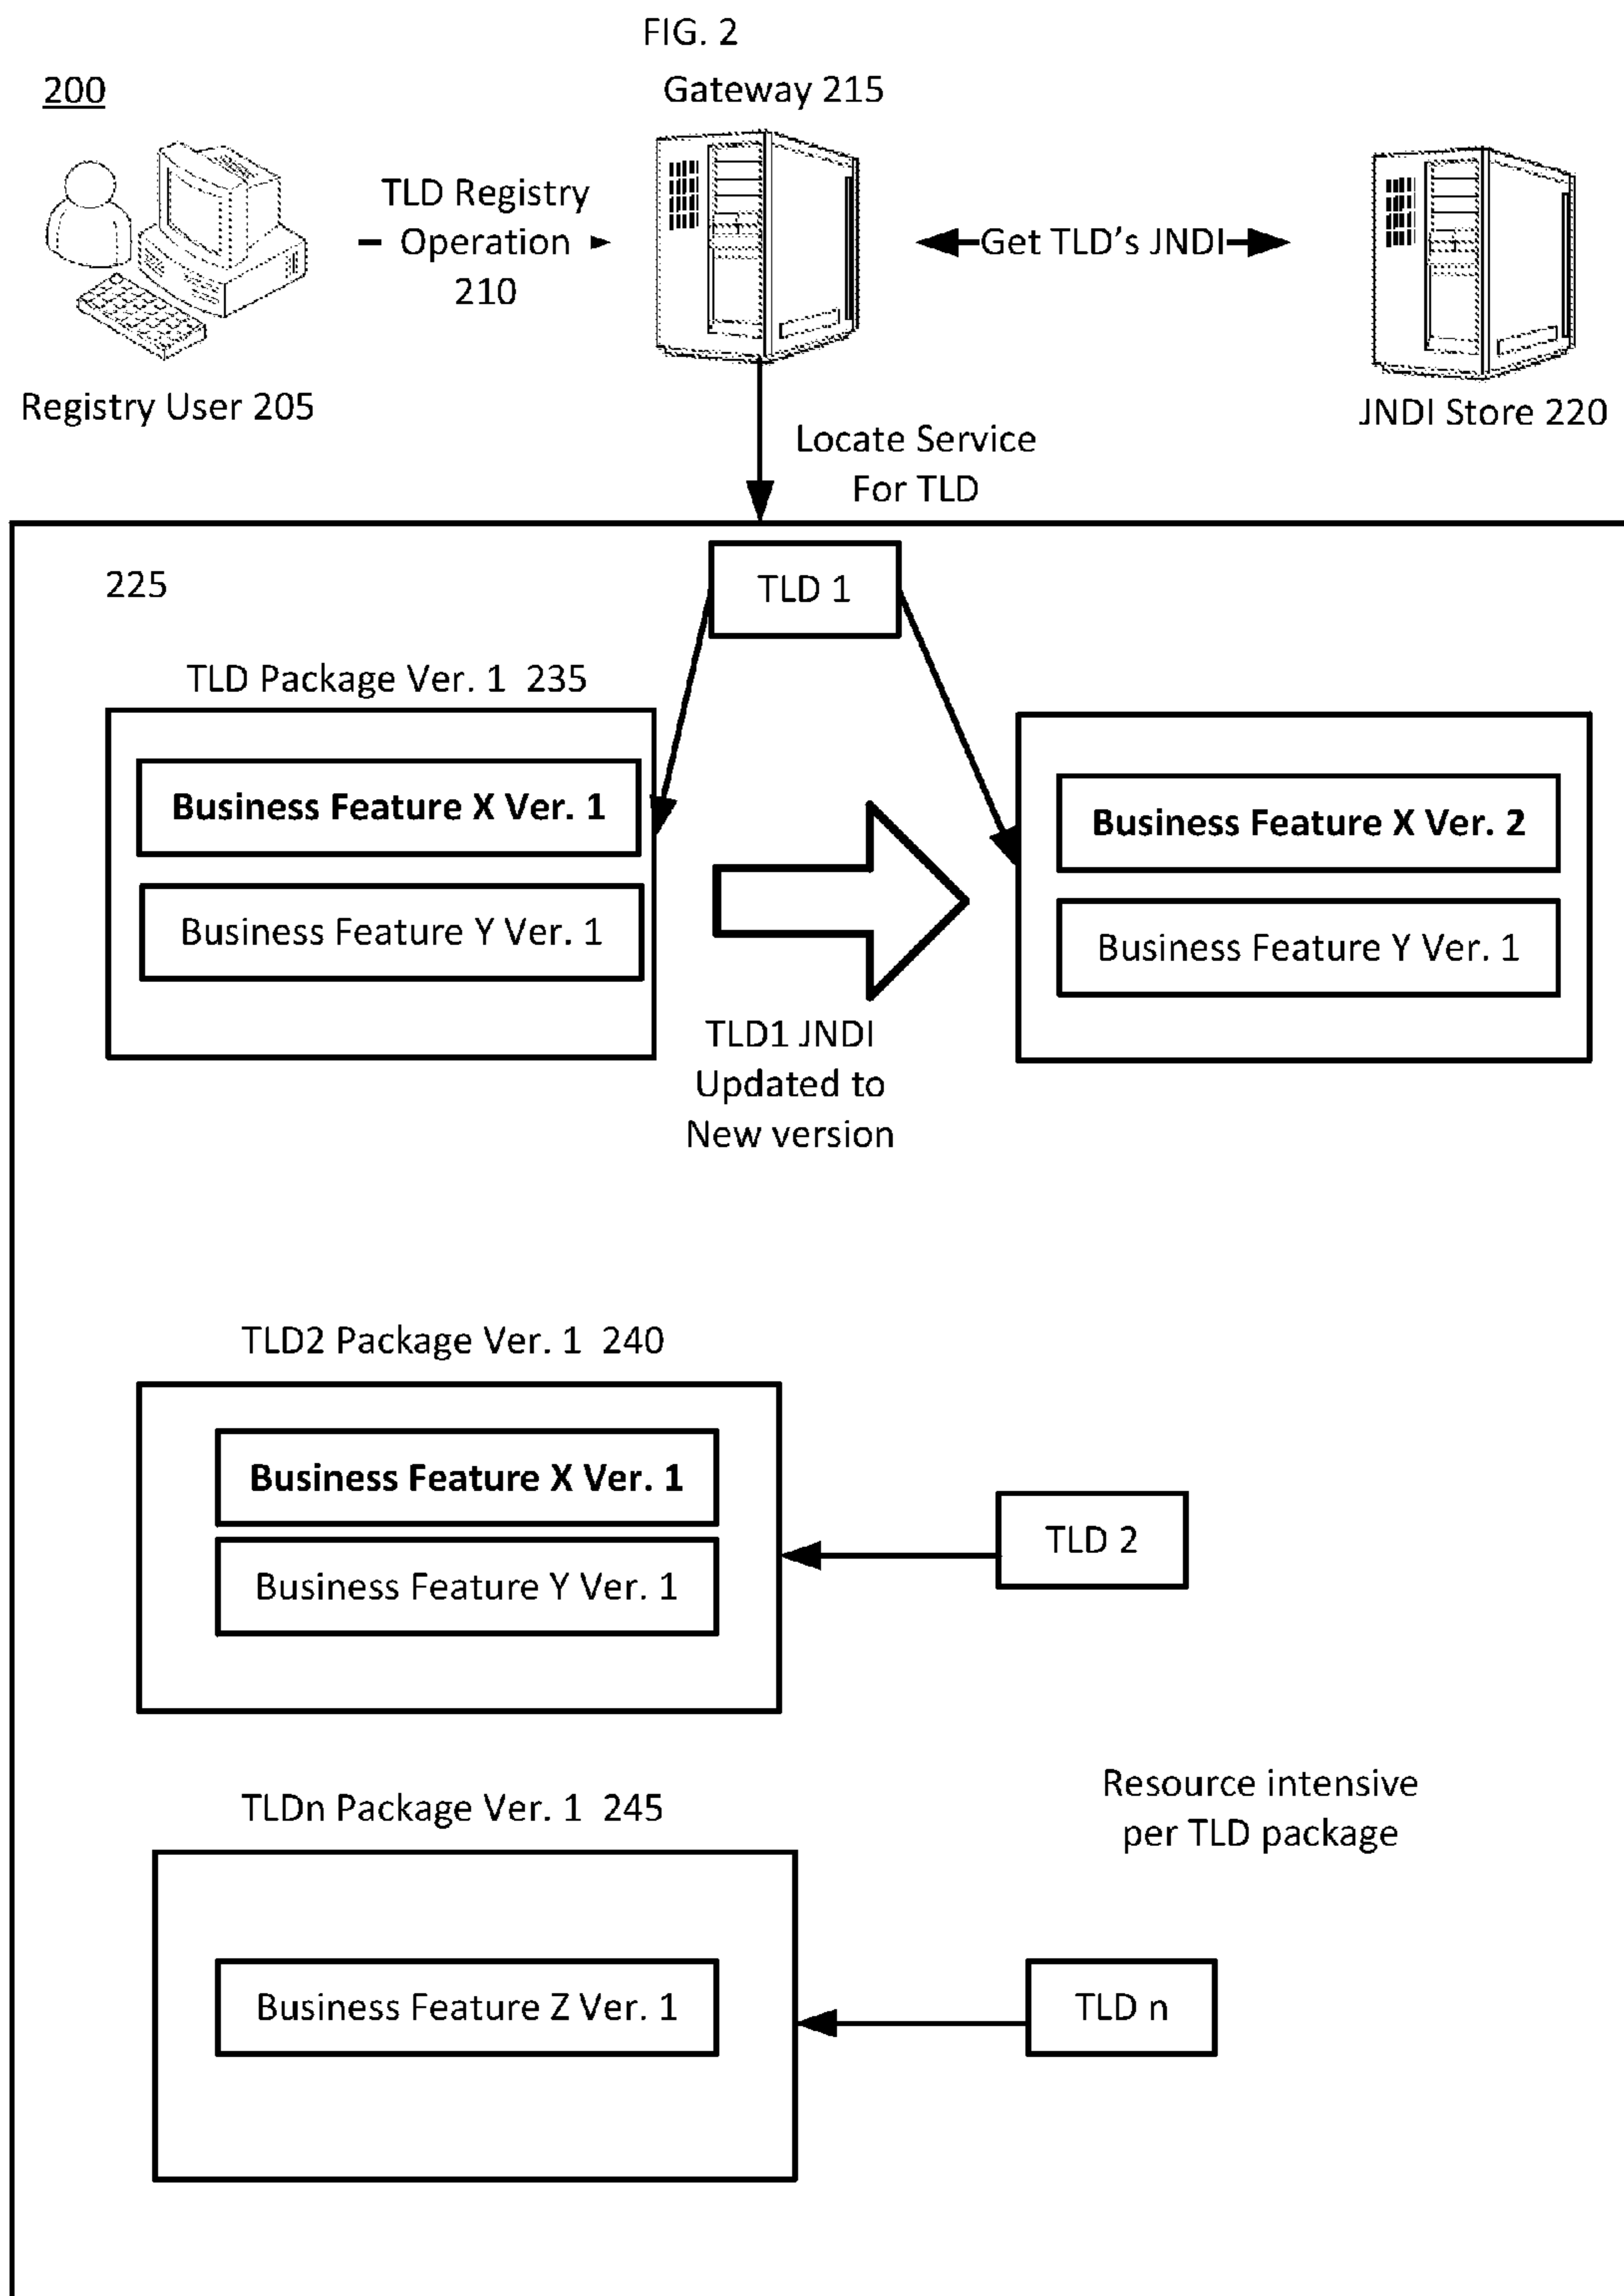 FIG. 2
200
Gateway 215
TLD Registry
Operation
210
Get TLD's JNDI
Registry User 205
JNDI Store 220
Locate Service
For TLD
225
TLD 1
TLD Package Ver. 1 235
Business Feature X Ver. 1
Business Feature Y Ver. 1
Business Feature X Ver. 2
Business Feature Y Ver. 1
TLD1 JNDI
Updated to
New version
TLD2 Package Ver. 1 240
Business Feature X Ver. 1
Business Feature Y Ver. 1
TLD 2
Resource intensive
per TLD package
TLDn Package Ver. 1 245
Business Feature Z Ver. 1
TLD n